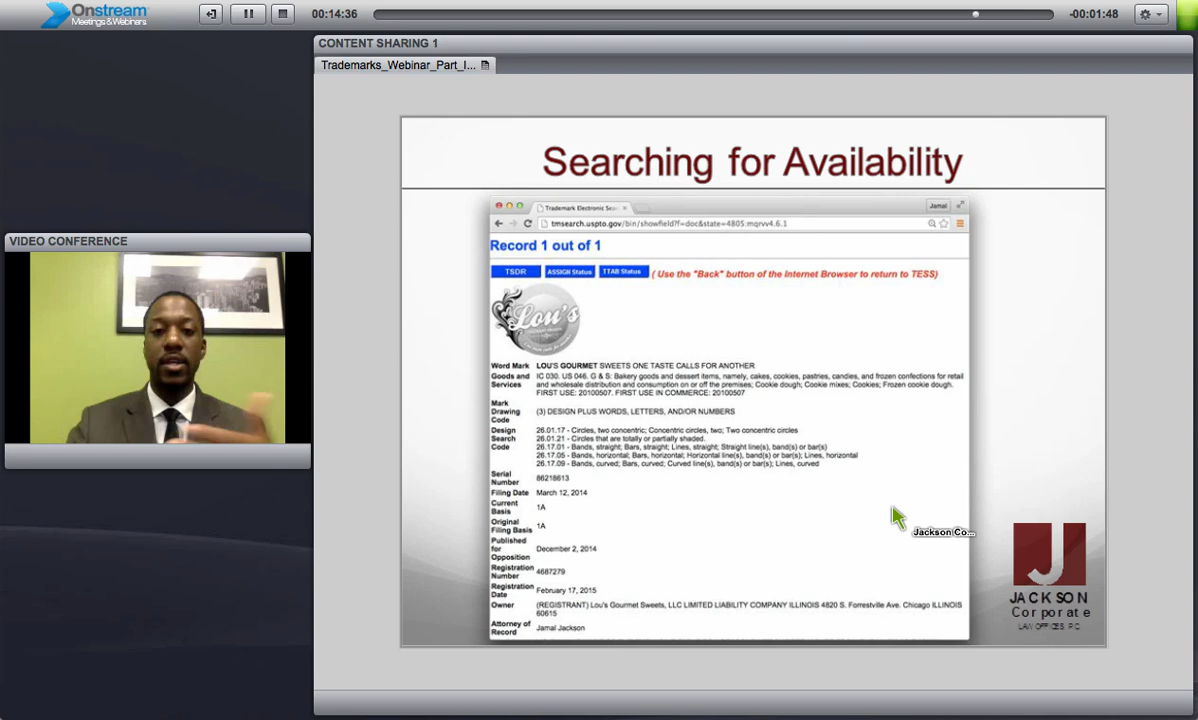 Onstream
Meetings&Webinars
00:14:36
-00:01:48
CONTENT SHARING 1
Trademarks_Webinar_Part_I...
VIDEO CONFERENCE
Searching for Availability
Trademark Electronic Sea
Jamal
tmsearch.uspto.gov/bin/showfield?f=doc&state=4805:mqrvv4.6.1
Record 1 out of 1
TSDR ASSIGN Status TTAB Status ( Use the "Back" button of the Internet Browser to return to TESS)
Lou's
Word Mark LOU'S GOURMET SWEETS ONE TASTE CALLS FOR ANOTHER
Goods and Services IC 030. US 046. G & S: Bakery goods and dessert items, namely, cakes, cookies, pastries, candies, and frozen confections for retail
and wholesale distribution and consumption on or off the premises; Cookie dough; Cookie mixes; Cookies; Frozen cookie dough.
FIRST USE: 20100507. FIRST USE IN COMMERCE: 20100507
Mark Drawing Code (3) DESIGN PLUS WORDS, LETTERS, AND/OR NUMBERS
Design Search Code 26.01.17 - Circles, two concentric; Concentric circles, two; Two concentric circles
26.01.21 - Circles that are totally or partially shaded.
26.17.01 - Bands, straight; Bars, straight; Lines, straight; Straight line(s), band(s) or bar(s)
26.17.05 - Bands, horizontal; Bars, horizontal; Horizontal line(s), band(s) or bar(s); Lines, horizontal
26.17.09 - Bands, curved; Bars, curved; Curved line(s), band(s) or bar(s); Lines, curved
Serial Number 86218613
Filing Date March 12, 2014
Current Basis 1A
Original Filing Basis 1A
Published for Opposition December 2, 2014
Registration Number 4687279
Registration Date February 17, 2015
Owner (REGISTRANT) Lou's Gourmet Sweets, LLC LIMITED LIABILITY COMPANY ILLINOIS 4820 S. Forrestville Ave. Chicago ILLINOIS
60615
Attorney of Record Jamal Jackson
Jackson Co...
J
JACKSON
Corporate
LAW OFFICES, P.C.